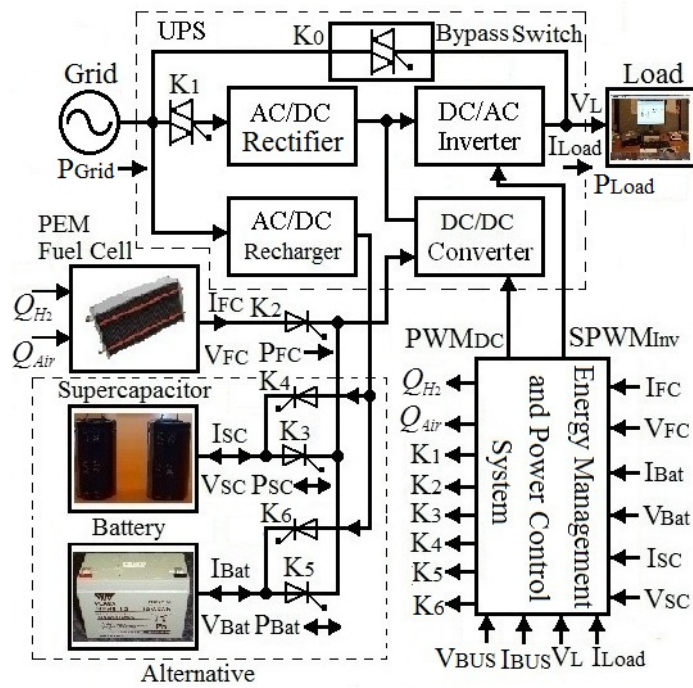 UPS
K0
Bypass Switch
Grid
K1
AC/DC
Rectifier
DC/AC
Inverter
VL
Load
ILoad
PGrid
PLoad
AC/DC
Recharger
DC/DC
Converter
PEM
Fuel Cell
QH2
QAir
IFC
K2
VFC
PFC
PWMDC
SPWMInv
Supercapacitor
K4
ISC
K3
VSC
PSC
Battery
K6
IBat
K5
VBat
PBat
Alternative
Energy Management
and Power Control
System
QH2
QAir
K1
K2
K3
K4
K5
K6
IFC
VFC
IBat
VBat
ISC
VSC
VBUS
IBUS
VL
ILoad